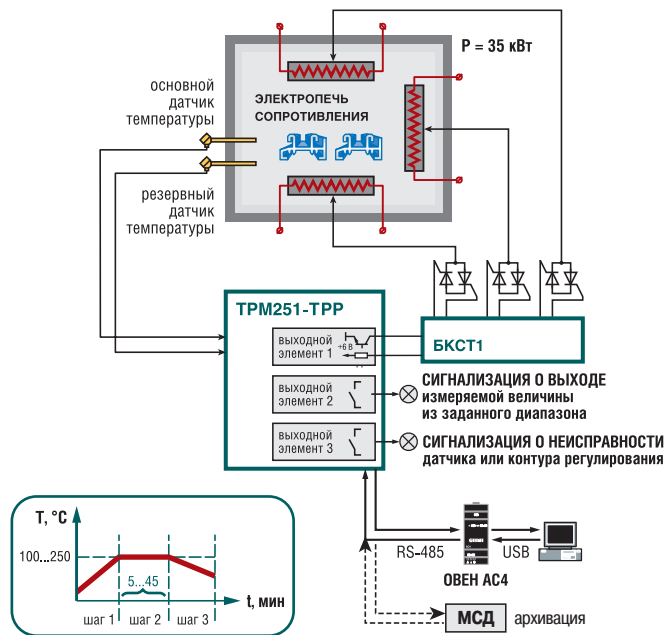 P = 35 кВт
основной
датчик
температуры
ЭЛЕКТРОПЕЧЬ
СОПРОТИВЛЕНИЯ
резервный
датчик
температуры
ТРМ251-ТРР
выходной
элемент 1
+6 В
БКСТ1
выходной
элемент 2
СИГНАЛИЗАЦИЯ О ВЫХОДЕ
измеряемой величины
из заданного диапазона
выходной
элемент 3
СИГНАЛИЗАЦИЯ О НЕИСПРАВНОСТИ
датчика или контура регулирования
T, °C
100...250
5...45
t, мин
шаг 1
шаг 2
шаг 3
RS-485
USB
ОВЕН АС4
МСД
архивация